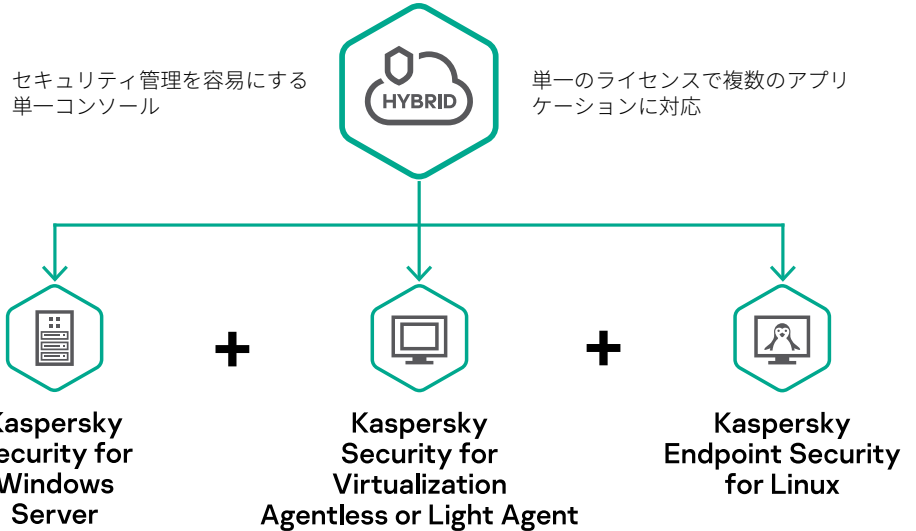 セキュリティ管理を容易にする
単一コンソール
HYBRID
単一のライセンスで複数のアプリ
ケーションに対応
+
+
Kaspersky
Security for
Windows
Server
Kaspersky
Security for
Virtualization
Agentless or Light Agent
Kaspersky
Endpoint Security
for Linux